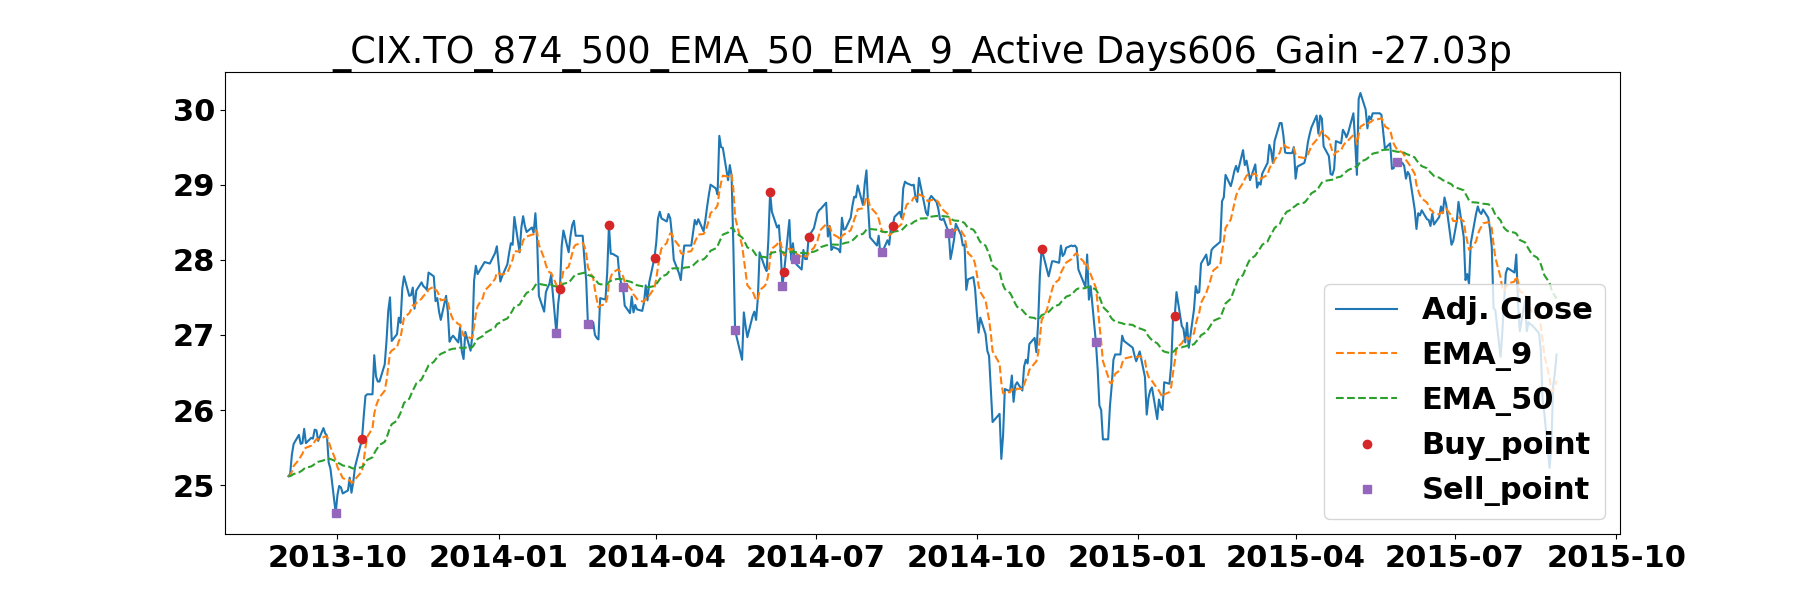 _CIX.TO_874_500_EMA_50_EMA_9_Active Days606_Gain -27.03p
30
29
28
27
26
25
Adj. Close
EMA_9
EMA_50
Buy_point
Sell_point
2013-10 2014-01 2014-04 2014-07 2014-10 2015-01 2015-04 2015-07 2015-10